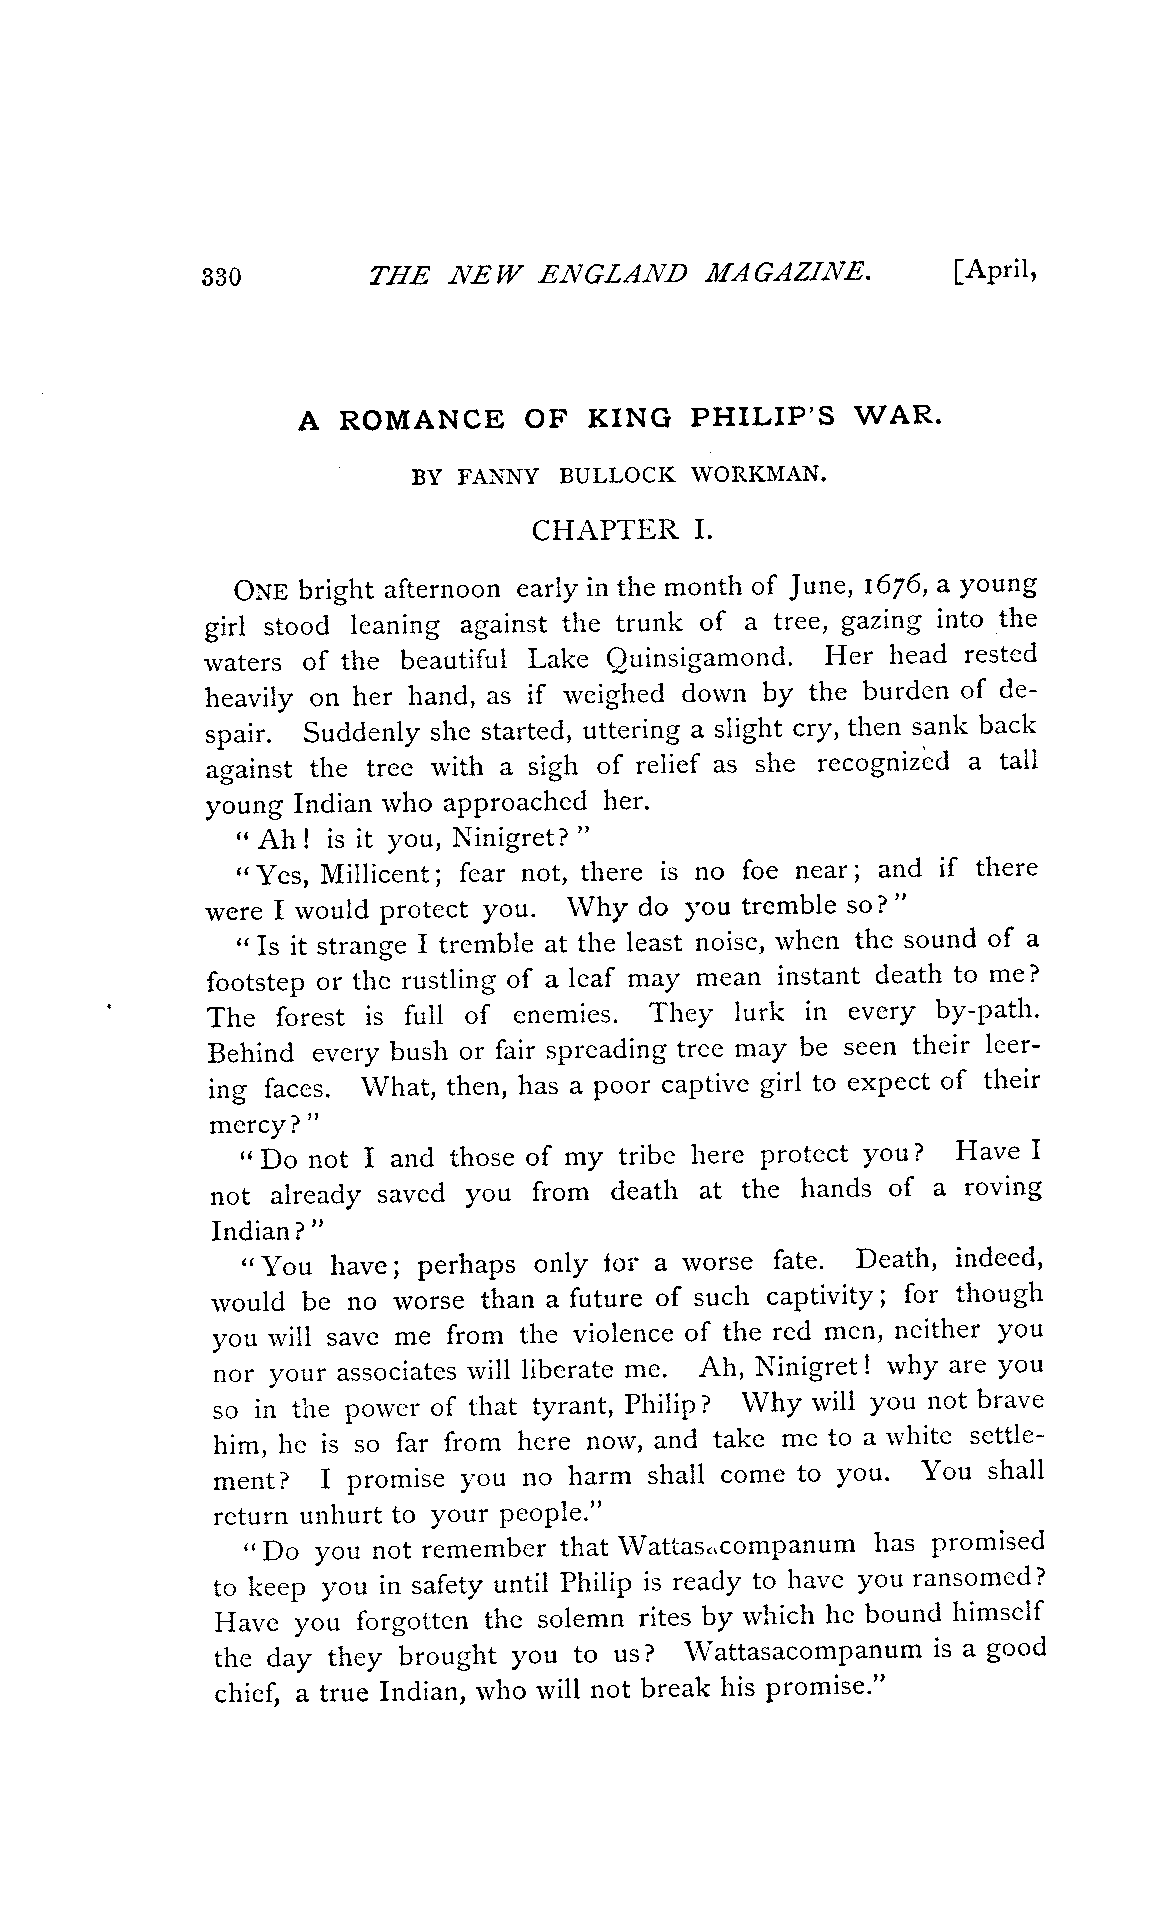 330 THE NEW ENGLAND MAGAZINE. [April,
A ROMANCE OF KING PHILIP'S WAR.
BY FANNY BULLOCK WORKMAN.
CHAPTER I.
ONE bright afternoon early in the month of June, 1676, a young
girl stood leaning against the trunk of a tree, gazing into the
waters of the beautiful Lake Quinsigamond. Her head rested
heavily on her hand, as if weighed down by the burden of de-
spair. Suddenly she started, uttering a slight cry, then sank back
against the tree with a sigh of relief as she recognized a tall
young Indian who approached her.
"Ah! is it you, Ninigret?"
"Yes, Millicent; fear not, there is no foe near; and if there
were I would protect you. Why do you tremble so?"
"Is it strange I tremble at the least noise, when the sound of a
footstep or the rustling of a leaf may mean instant death to me?
The forest is full of enemies. They lurk in every by-path.
Behind every bush or fair spreading tree may be seen their leer-
ing faces. What, then, has a poor captive girl to expect of their
mercy?"
"Do not I and those of my tribe here protect you? Have I
not already saved you from death at the hands of a roving
Indian?"
"You have; perhaps only for a worse fate. Death, indeed,
would be no worse than a future of such captivity; for though
you will save me from the violence of the red men, neither you
nor your associates will liberate me. Ah, Ninigret! why are you
so in the power of that tyrant, Philip? Why will you not brave
him, he is so far from here now, and take me to a white settle-
ment? I promise you no harm shall come to you. You shall
return unhurt to your people."
"Do you not remember that Wattasacompanum has promised
to keep you in safety until Philip is ready to have you ransomed?
Have you forgotten the solemn rites by which he bound himself
the day they brought you to us? Wattasacompanum is a good
chief, a true Indian, who will not break his promise."